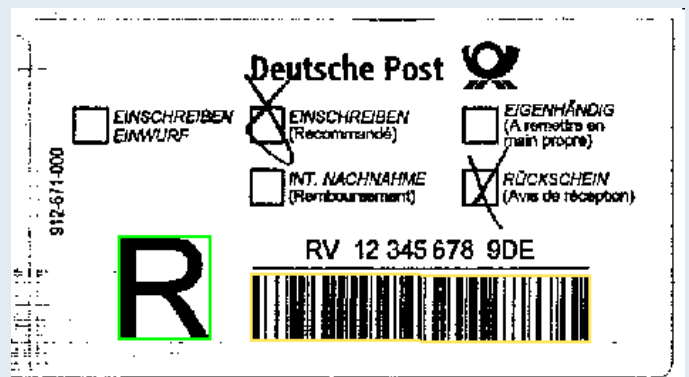 Deutsche Post
EINSCHREIBEN
EINWURF
EINSCHREIBEN
(Recommandé)
EIGENHÄNDIG
(A remettre en
main propre)
INT. NACHNAHME
(Remboursement)
RÜCKSCHEIN
(Avis de réception)
912-671-000
R
RV 12 345 678 9DE